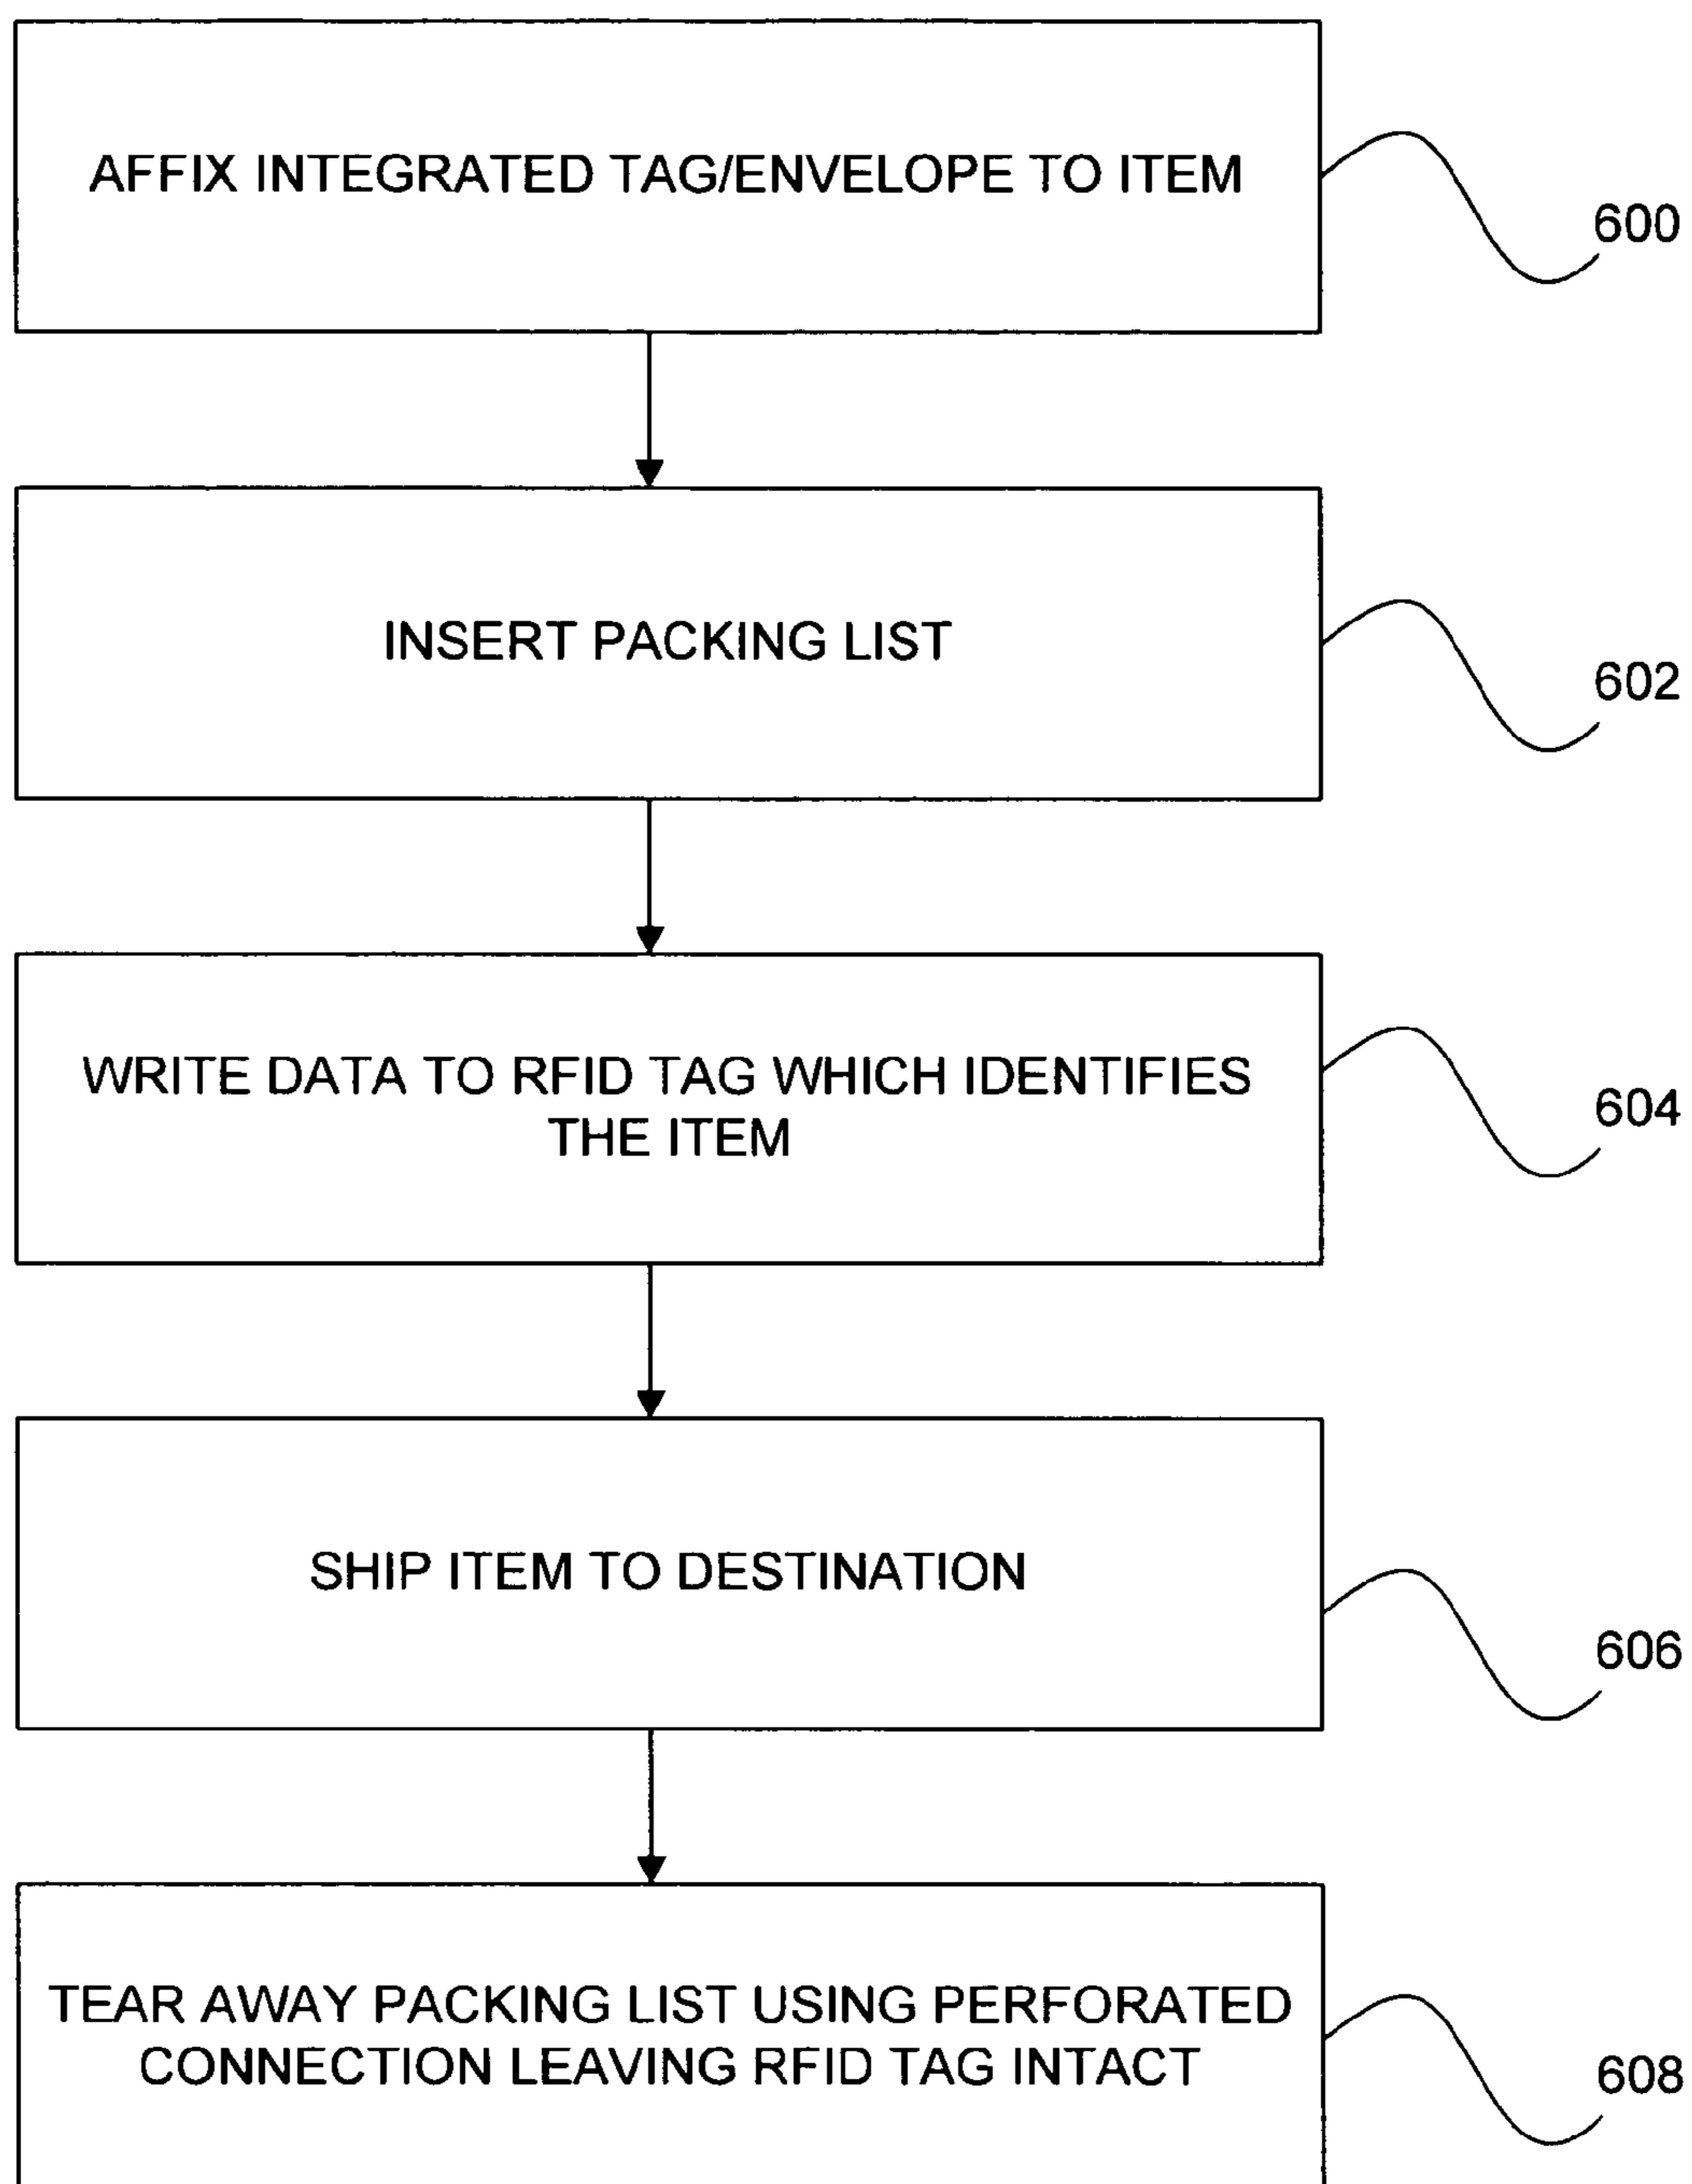 AFFIX INTEGRATED TAG/ENVELOPE TO ITEM
600
INSERT PACKING LIST
602
WRITE DATA TO RFID TAG WHICH IDENTIFIES
THE ITEM
604
SHIP ITEM TO DESTINATION
606
TEAR AWAY PACKING LIST USING PERFORATED
CONNECTION LEAVING RFID TAG INTACT
608